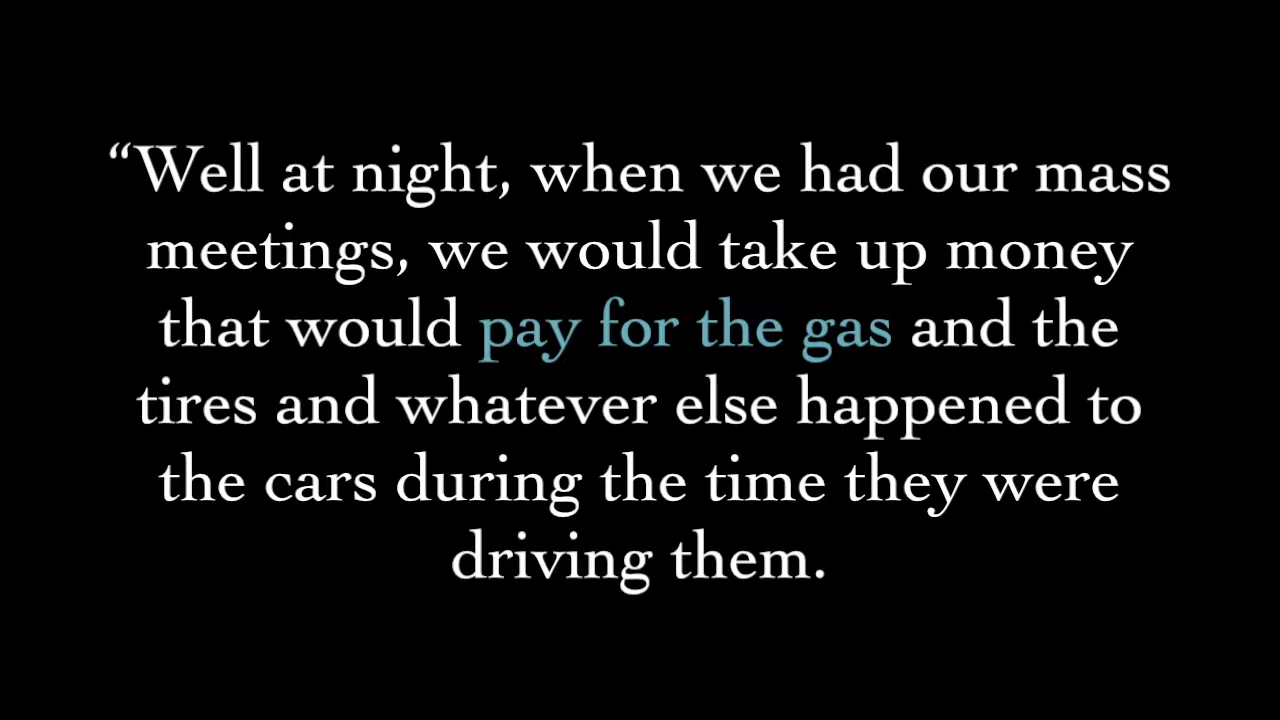 “Well at night, when we had our mass
meetings, we would take up money
that would pay for the gas and the
tires and whatever else happened to
the cars during the time they were
driving them.